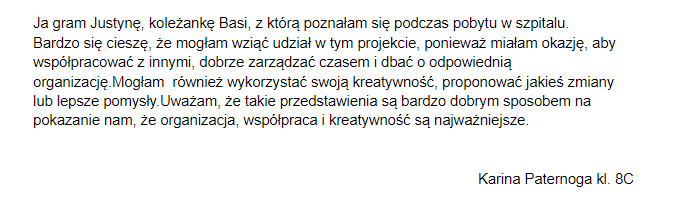 Ja gram Justynę, koleżankę Basi, z którą poznałam się podczas pobytu w szpitalu.
Bardzo się cieszę, że mogłam wziąć udział w tym projekcie, ponieważ miałam okazję, aby
współpracować z innymi, dobrze zarządzać czasem i dbać o odpowiednią
organizację.Mogłam  również wykorzystać swoją kreatywność, proponować jakieś zmiany
lub lepsze pomysły.Uważam, że takie przedstawienia są bardzo dobrym sposobem na
pokazanie nam, że organizacja, współpraca i kreatywność są najważniejsze.
Karina Paternoga kl. 8C